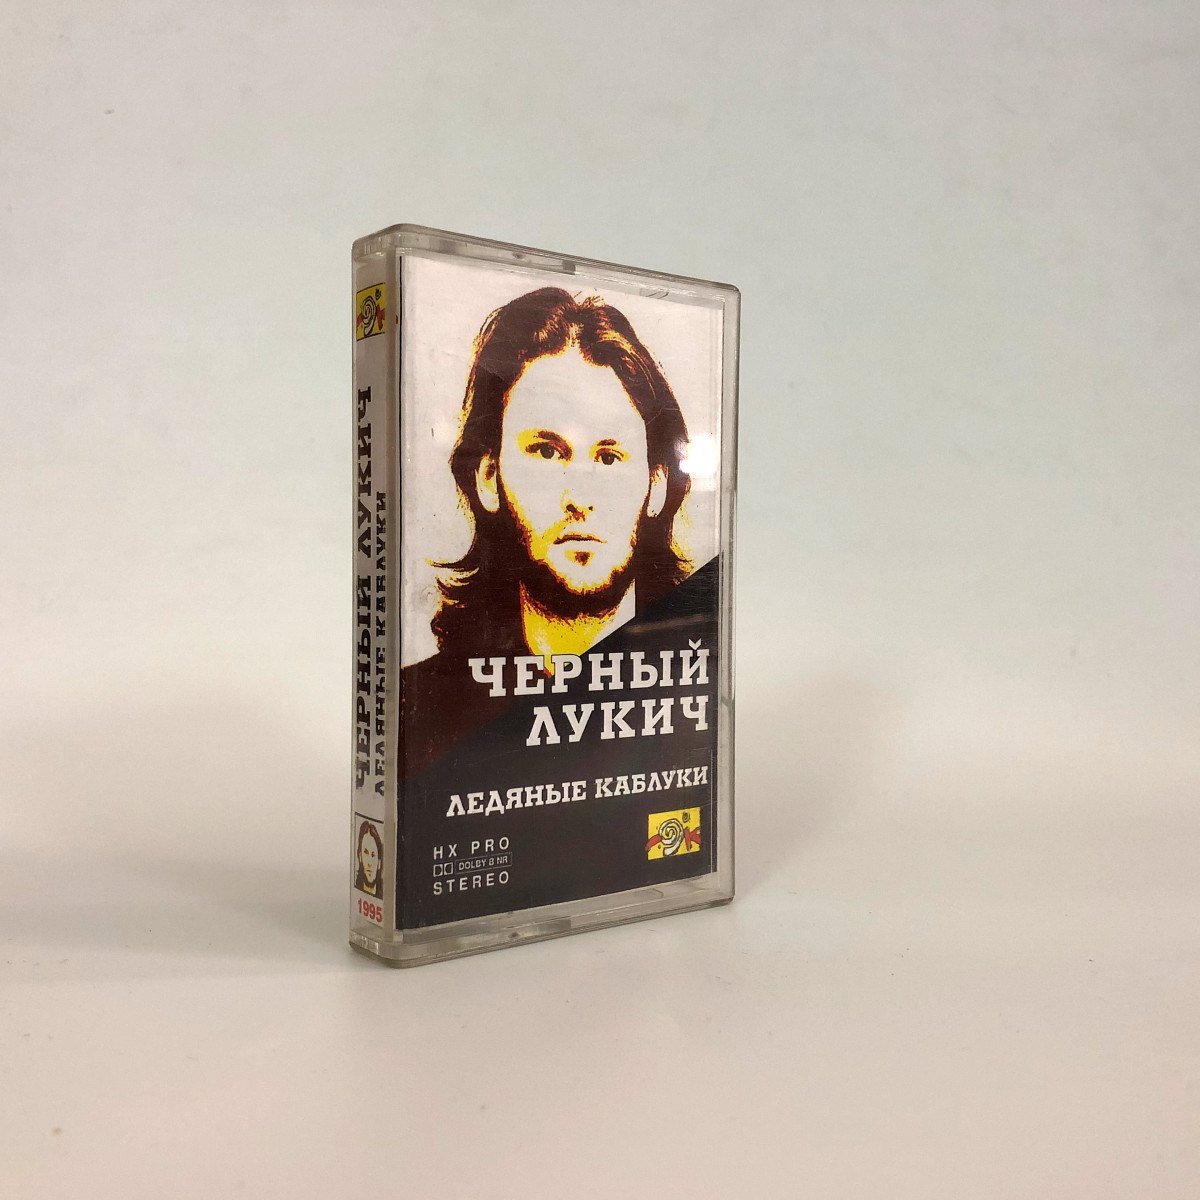 ЧЕРНЫЙ ЛУКИЧ
ЛЕДЯНЫЕ КАБЛУКИ
1995
ЧЕРНЫЙ
ЛУКИЧ
ЛЕДЯНЫЕ КАБЛУКИ
HX PRO
DOLBY B NR
STEREO